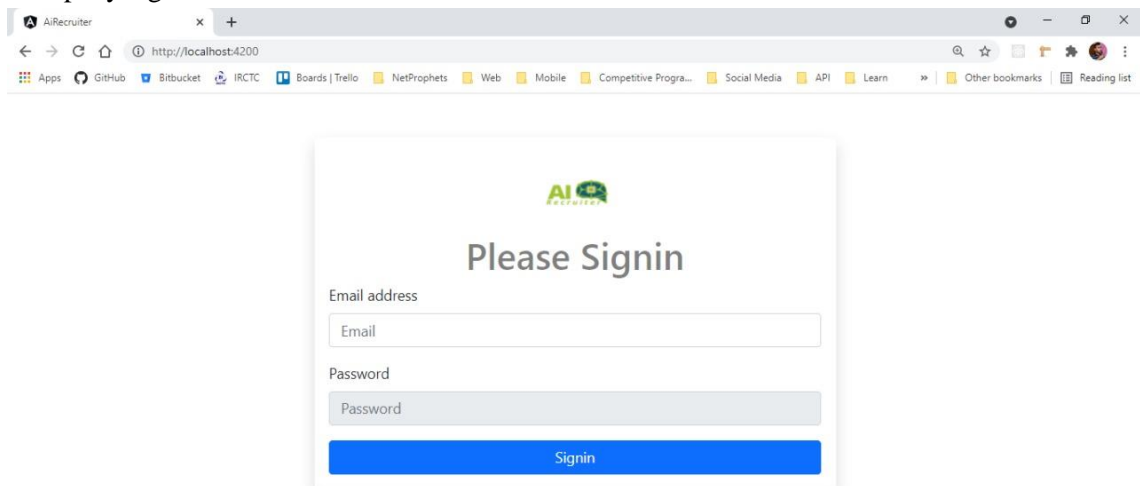 AiRecruiter
http://localhost:4200
Apps GitHub Bitbucket IRCTC Boards | Trello NetProphets Web Mobile Competitive Progra... Social Media API Learn » Other bookmarks Reading list
AI
Recruiter
Please Signin
Email address
Email
Password
Password
Signin